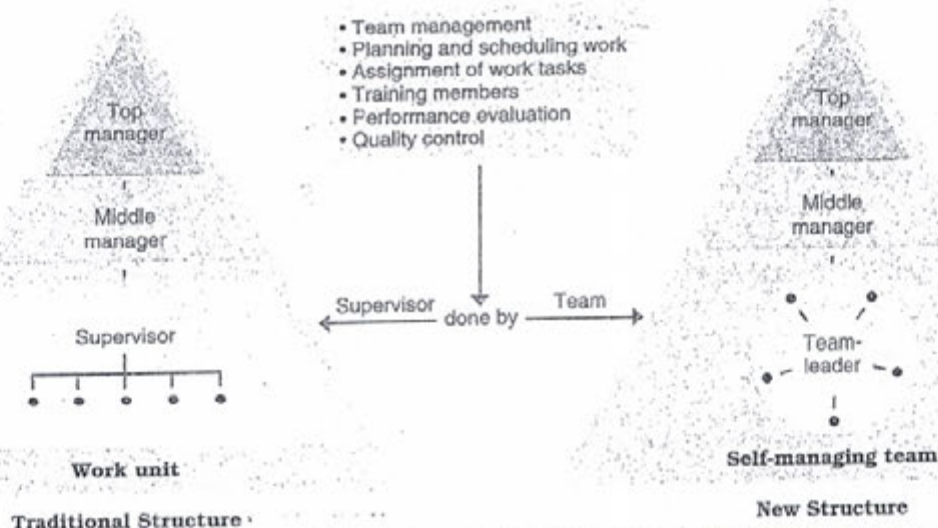 • Team management
• Planning and scheduling work
• Assignment of work tasks
• Training members
• Performance evaluation
• Quality control
Top
manager
Middle
manager
Supervisor
Work unit
Traditional Structure
Supervisor done by Team
Top
manager
Middle
manager
Team-
leader
Self-managing team
New Structure